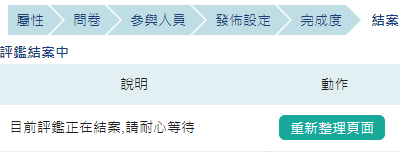 屬性 問卷 參與人員 發佈設定 完成度 結案
評鑑結案中
說明 動作
目前評鑑正在結案,請耐心等待 重新整理頁面